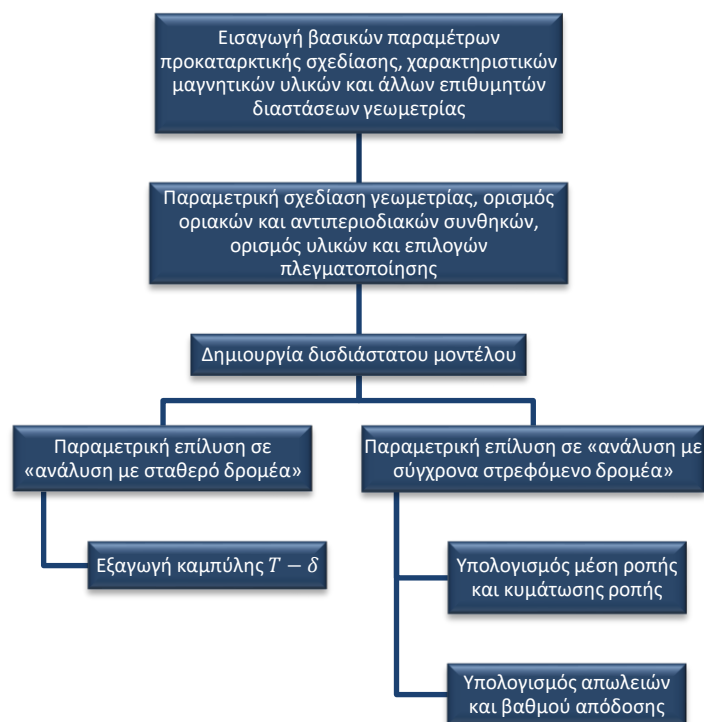 Εισαγωγή βασικών παραμέτρων
προκαταρκτικής σχεδίασης, χαρακτηριστικών
μαγνητικών υλικών και άλλων επιθυμητών
διαστάσεων γεωμετρίας
Παραμετρική σχεδίαση γεωμετρίας, ορισμός
οριακών και αντιπεριοδιακών συνθηκών,
ορισμός υλικών και επιλογών
πλεγματοποίησης
Δημιουργία δισδιάστατου μοντέλου
Παραμετρική επίλυση σε
«ανάλυση με σταθερό δρομέα»
Εξαγωγή καμπύλης T − δ
Παραμετρική επίλυση σε «ανάλυση με
σύγχρονα στρεφόμενο δρομέα»
Υπολογισμός μέση ροπής
και κυμάτωσης ροπής
Υπολογισμός απωλειών
και βαθμού απόδοσης